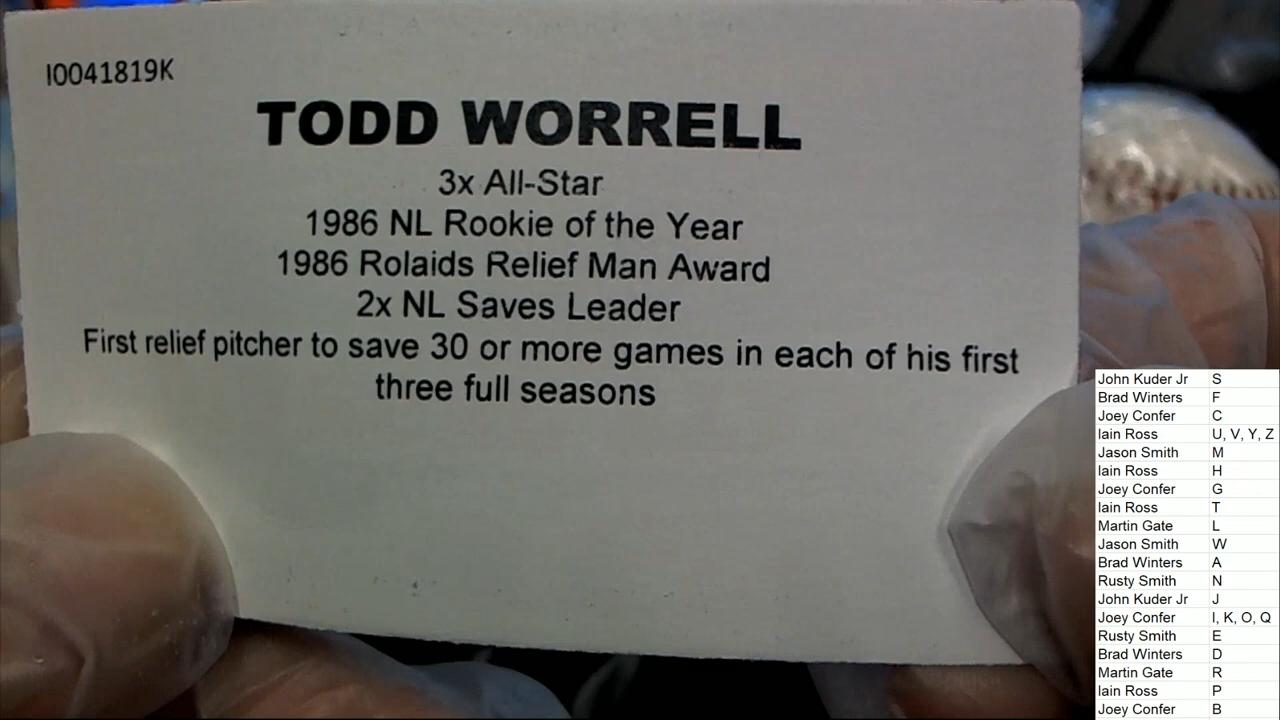 I0041819K
TODD WORRELL
3x All-Star
1986 NL Rookie of the Year
1986 Rolaids Relief Man Award
2x NL Saves Leader
First relief pitcher to save 30 or more games in each of his first
three full seasons
John Kuder Jr S
Brad Winters F
Joey Confer C
Iain Ross U, V, Y, Z
Jason Smith M
Iain Ross H
Joey Confer G
Iain Ross T
Martin Gate L
Jason Smith W
Brad Winters A
Rusty Smith N
John Kuder Jr J
Joey Confer I, K, O, Q
Rusty Smith E
Brad Winters D
Martin Gate R
Iain Ross P
Joey Confer B